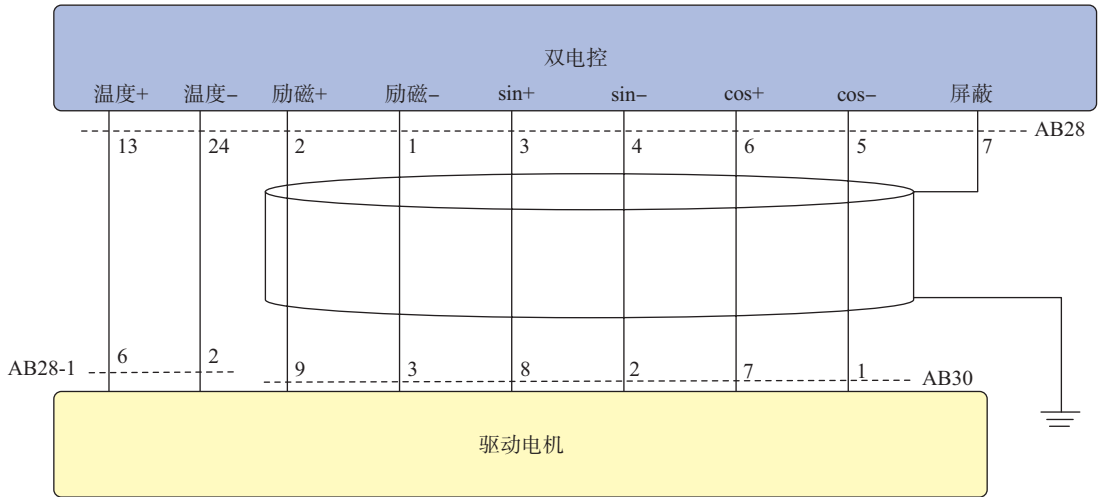 双电控
温度+ 温度− 励磁+ 励磁− sin+ sin− cos+ cos− 屏蔽
AB28
13 24 2 1 3 4 6 5 7
AB28-1 6 2
9 3 8 2 7 1 AB30
驱动电机